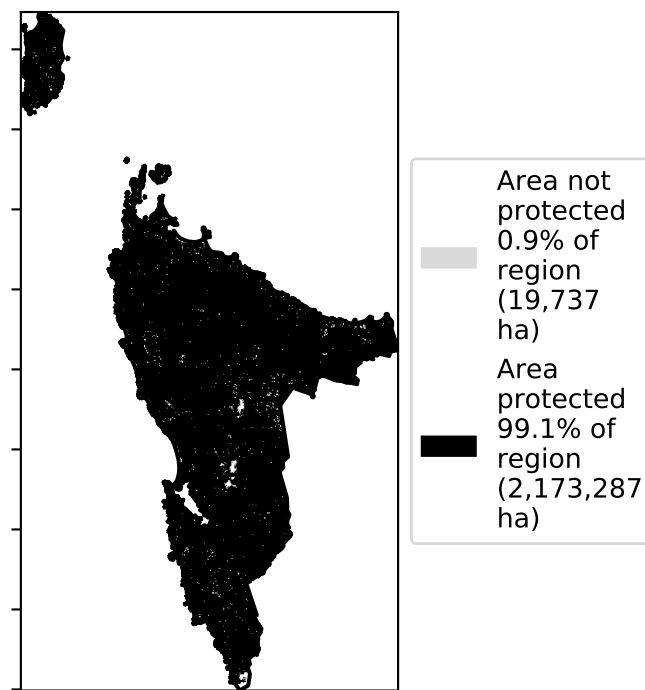 Area not
protected
0.9% of
region
(19,737
ha)
Area
protected
99.1% of
region
(2,173,287
ha)